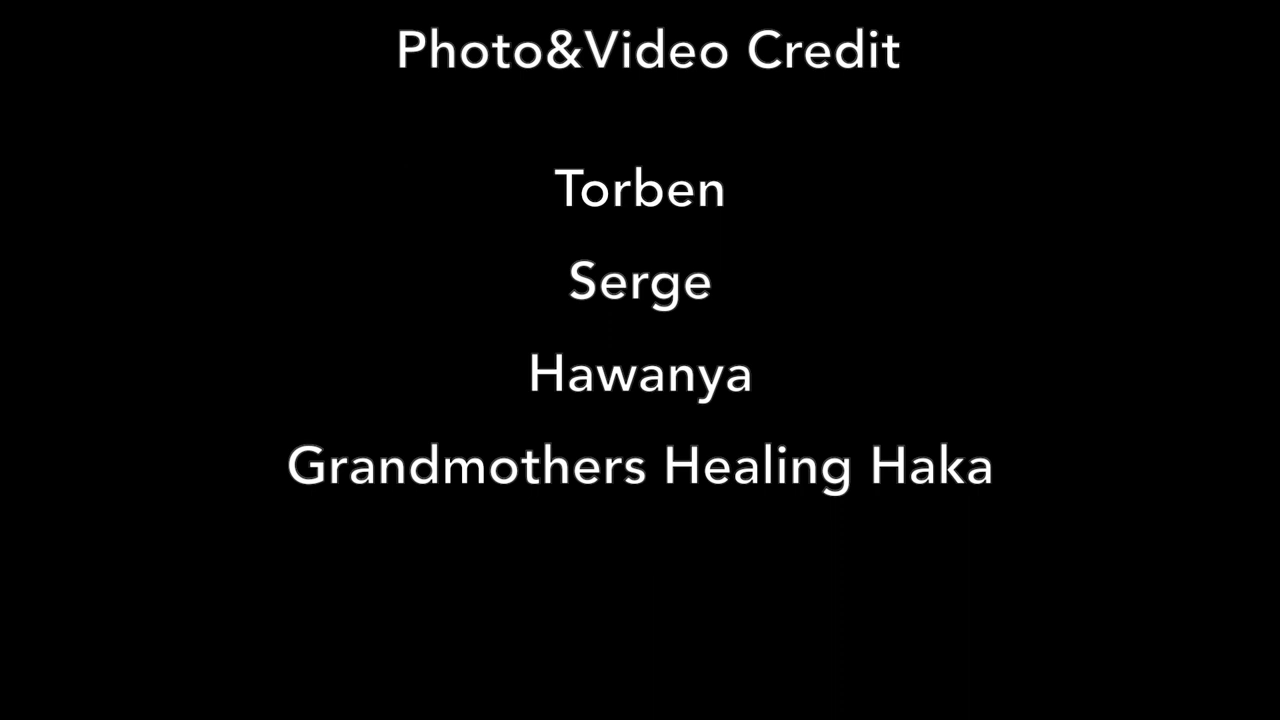 Photo&Video Credit
Torben
Serge
Hawanya
Grandmothers Healing Haka